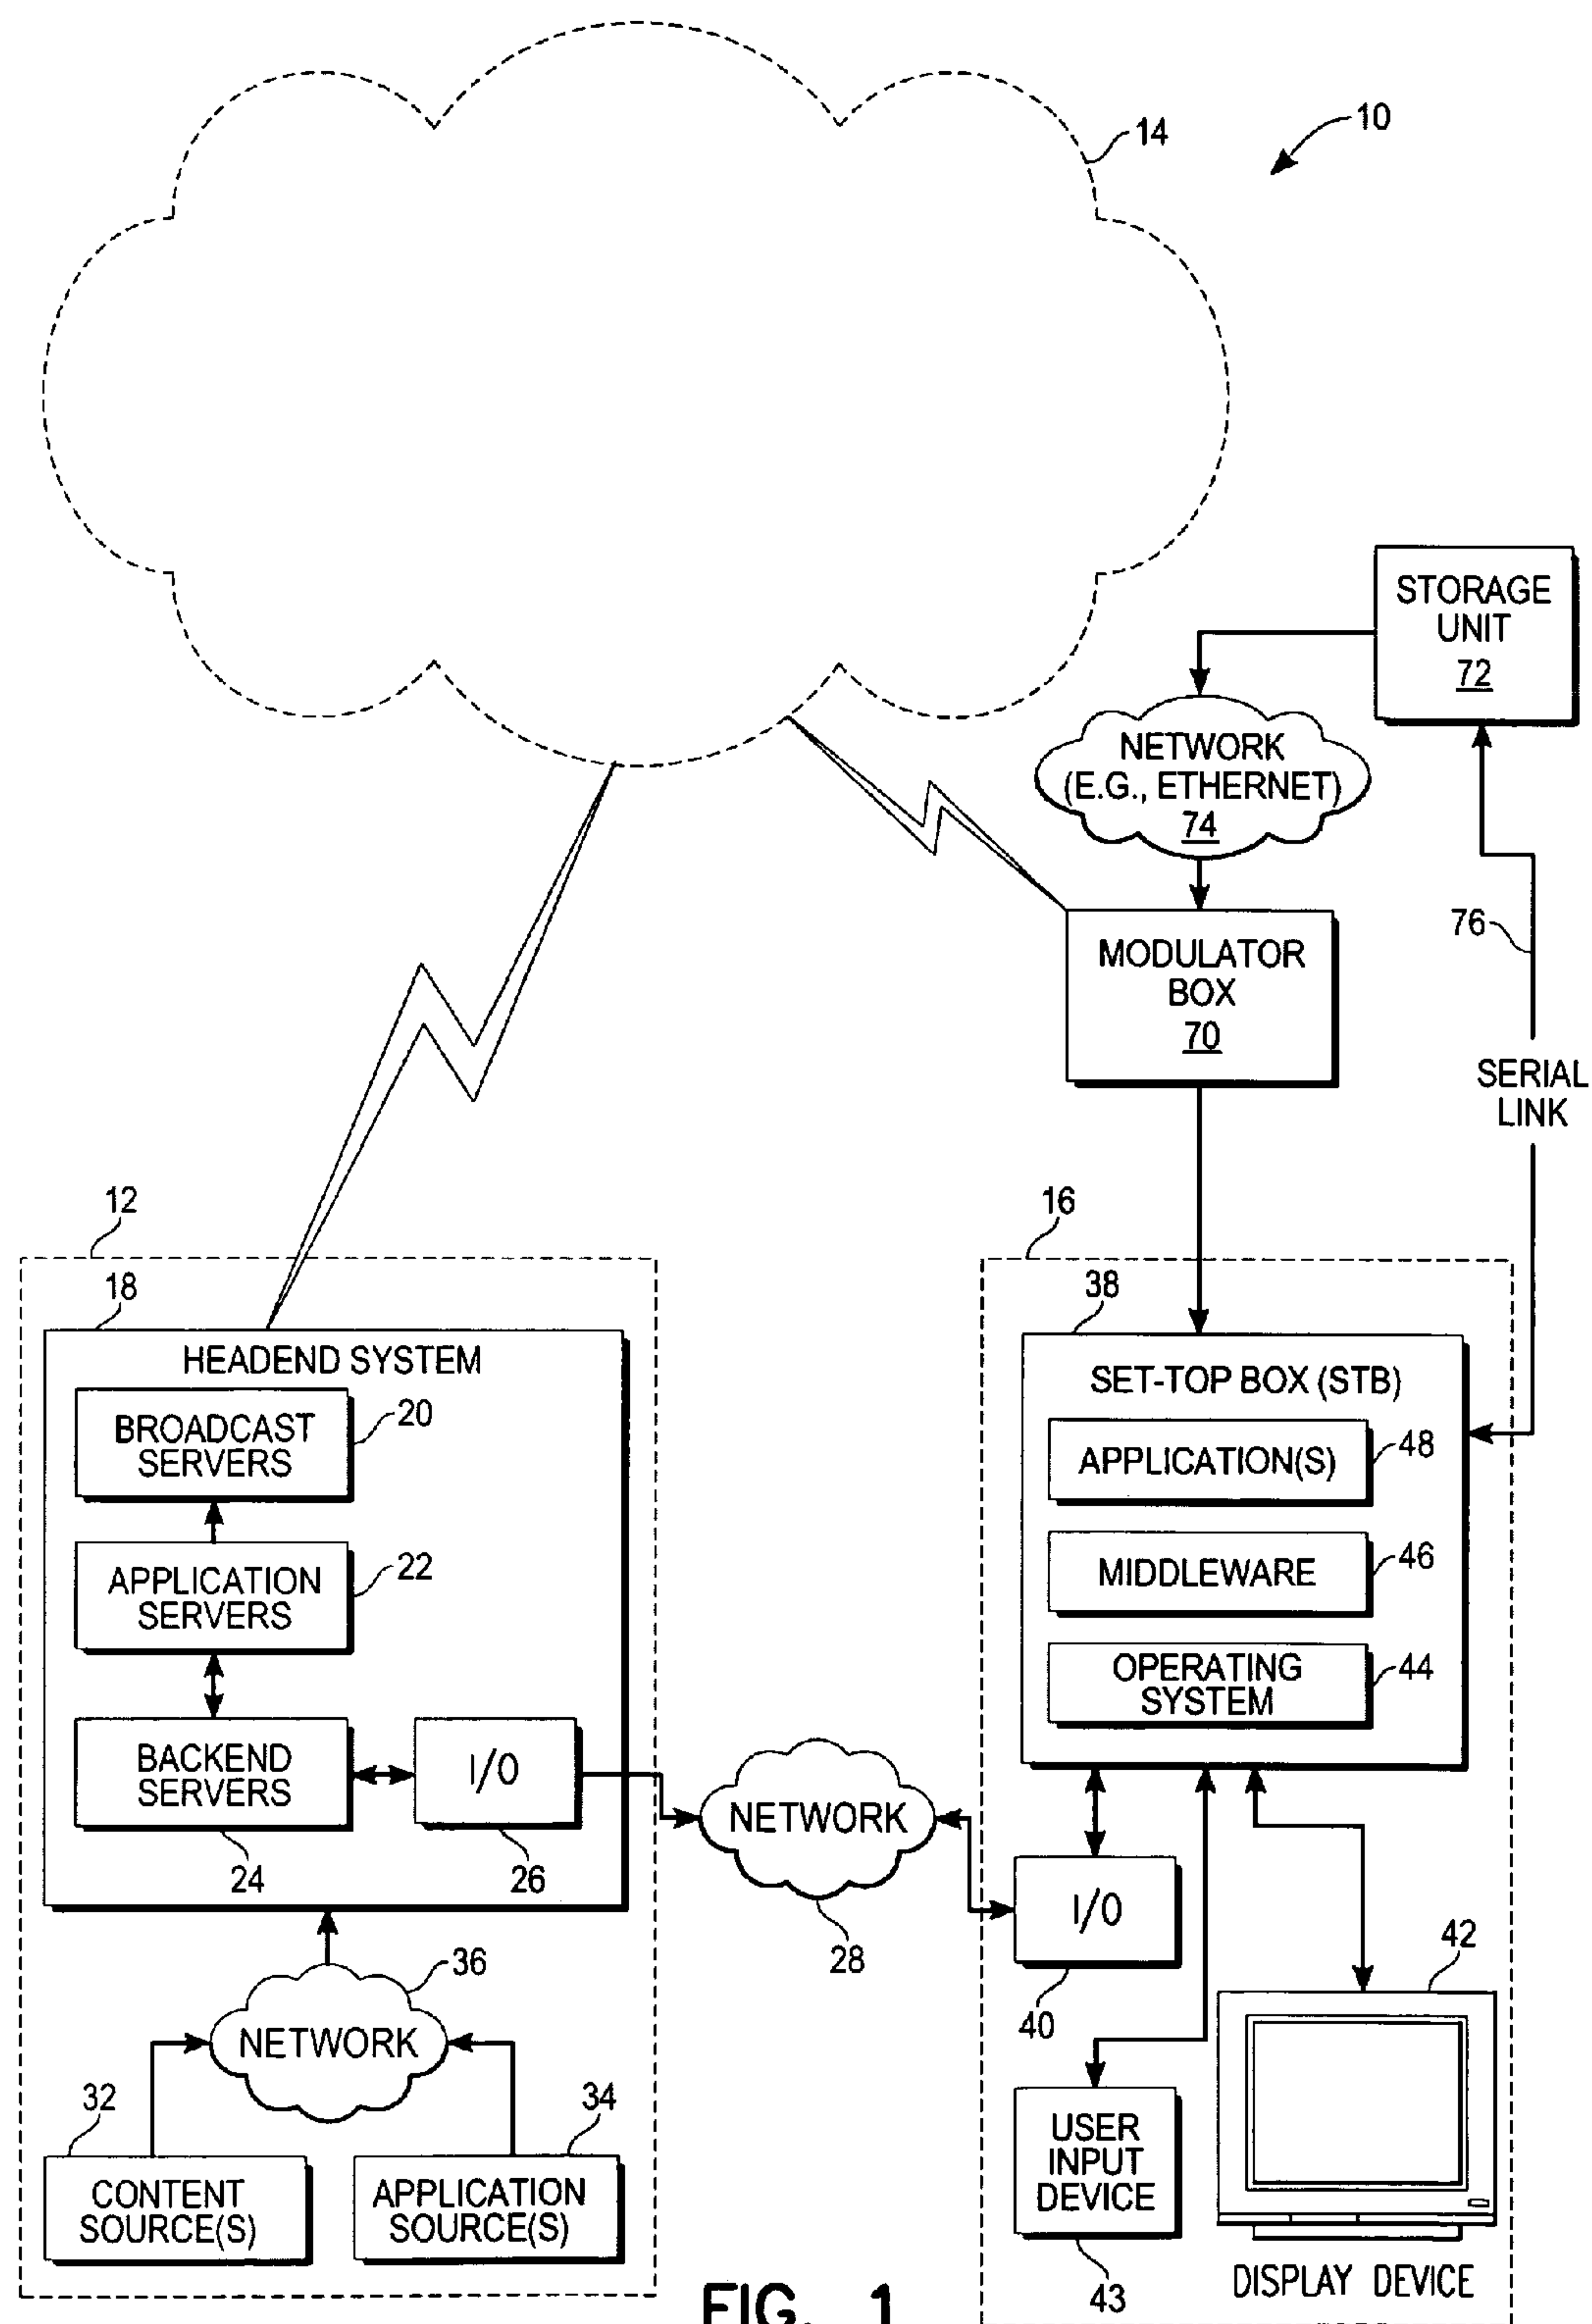 14
10
STORAGE
UNIT
72
NETWORK
(E.G., ETHERNET)
74
76
MODULATOR
BOX
70
SERIAL
LINK
12
16
18
38
HEADEND SYSTEM
SET-TOP BOX (STB)
BROADCAST
SERVERS
20
APPLICATION(S)
48
APPLICATION
SERVERS
22
MIDDLEWARE
46
OPERATING
SYSTEM
44
BACKEND
SERVERS
I/O
24
26
NETWORK
28
I/O
40
42
36
NETWORK
32
34
CONTENT
SOURCE(S)
APPLICATION
SOURCE(S)
USER
INPUT
DEVICE
43
DISPLAY DEVICE
FIG. 1